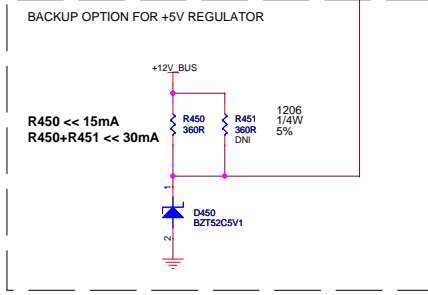 BACKUP OPTION FOR +5V REGULATOR
+12V_BUS
R450 << 15mA
R450+R451 << 30mA
R450
360R
R451
360R
DNI
1206
1/4W
5%
1
D450
BZT52C5V1
2